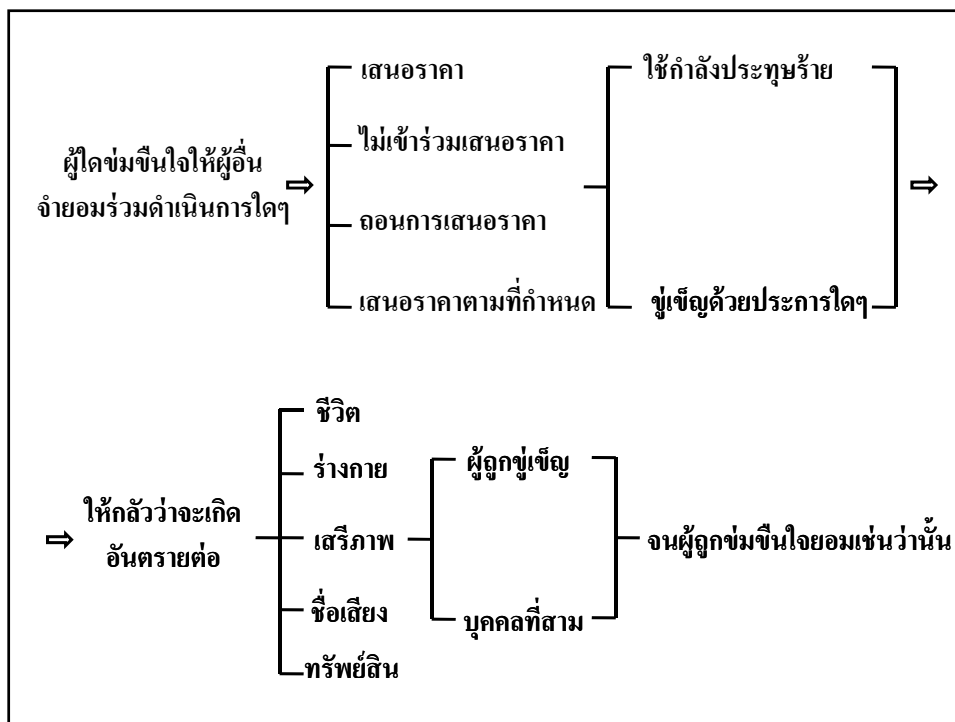 ผู้ใดข่มขืนใจให้ผู้อื่น
จำยอมร่วมดำเนินการใดๆ
เสนอราคา
ไม่เข้าร่วมเสนอราคา
ถอนการเสนอราคา
เสนอราคาตามที่กำหนด
ใช้กำลังประทุษร้าย
ขู่เข็ญด้วยประการใดๆ
ให้กลัวว่าจะเกิด
อันตรายต่อ
ชีวิต
ร่างกาย
เสรีภาพ
ชื่อเสียง
ทรัพย์สิน
ผู้ถูกขู่เข็ญ
บุคคลที่สาม
จนผู้ถูกข่มขืนใจยอมเช่นว่านั้น